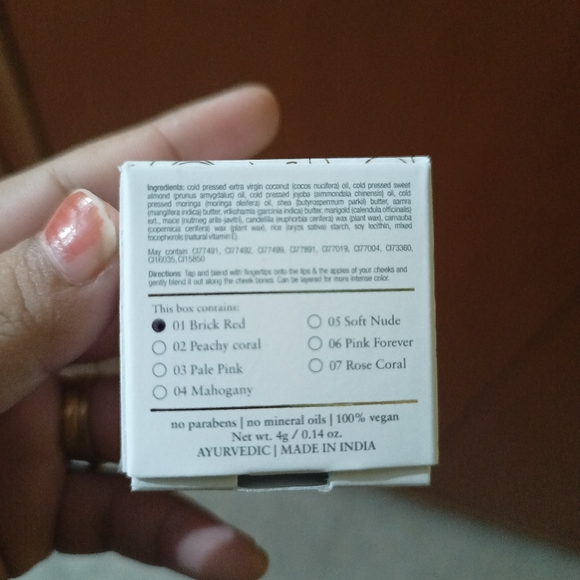 Ingredients: cold pressed extra virgin coconut (cocos nucifera) oil, cold pressed sweet
almond (prunus amygdalus) oil, cold pressed jojoba (simmondsia chinensis) oil, cold
pressed moringa (moringa oleifera) oil, shea (butyrospermum parkii) butter, aamra
(mangifera indica) butter, vrikshamla (garcinia indica) butter, marigold (calendula officinalis)
ext., mace (nutmeg arils-javitri), candelilla (euphorbia cerifera) wax (plant wax), carnauba
(copernicia cerifera) wax (plant wax), rice (oryza sativa) starch, soy lecithin, mixed
tocopherols (natural vitamin E).
May contain CI77491, CI77492, CI77499, CI77891, CI77019, CI77004, CI73360,
CI16035, CI15850
Directions: Tap and blend with fingertips onto the lips & the apples of your cheeks and
gently blend it out along the cheek bones. Can be layered for more intense color.
This box contains:
01 Brick Red
02 Peachy coral
03 Pale Pink
04 Mahogany
05 Soft Nude
06 Pink Forever
07 Rose Coral
no parabens | no mineral oils | 100% vegan
Net wt. 4g / 0.14 oz.
AYURVEDIC | MADE IN INDIA